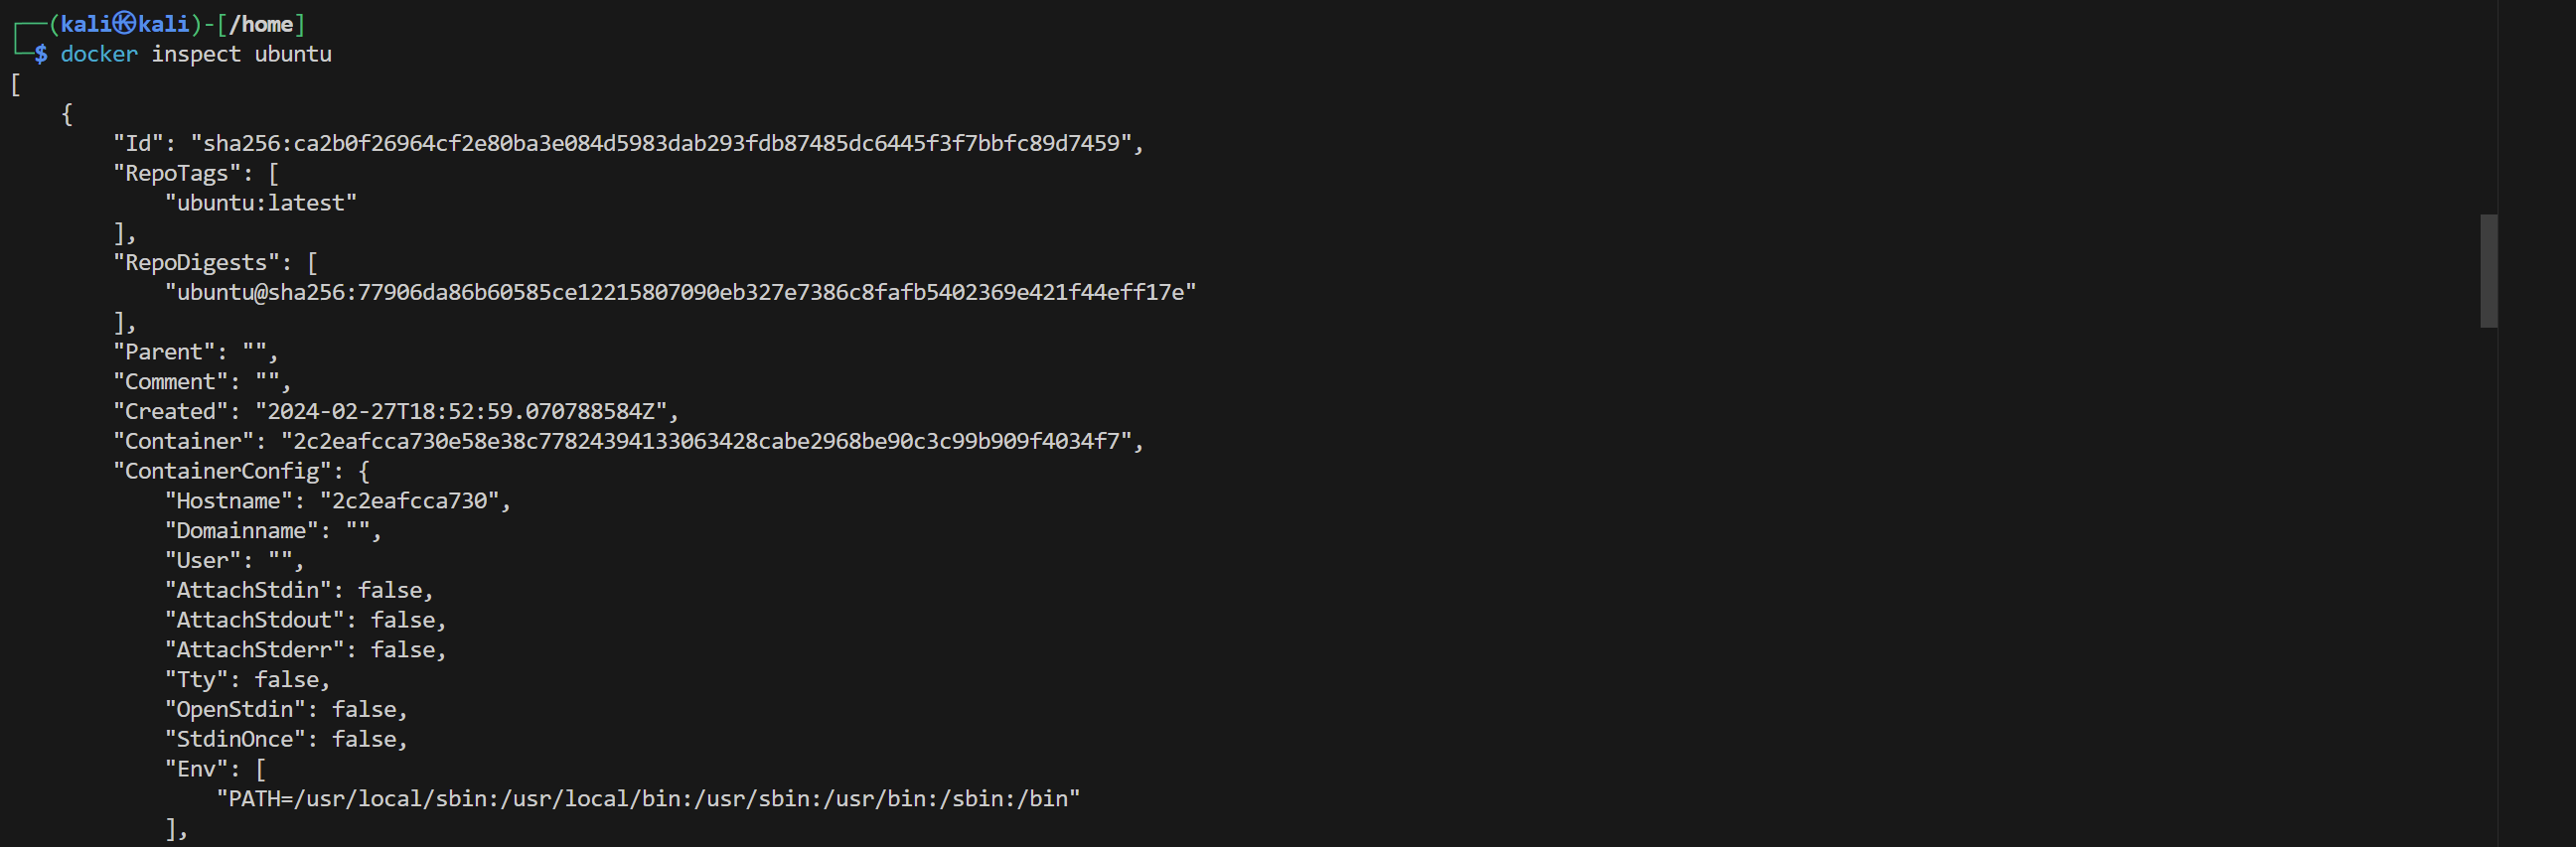 ┌──(kali㉿kali)-[/home]
└─$ docker inspect ubuntu
[
    {
        "Id": "sha256:ca2b0f26964cf2e80ba3e084d5983dab293fdb87485dc6445f3f7bbfc89d7459",
        "RepoTags": [
            "ubuntu:latest"
        ],
        "RepoDigests": [
            "ubuntu@sha256:77906da86b60585ce12215807090eb327e7386c8fafb5402369e421f44eff17e"
        ],
        "Parent": "",
        "Comment": "",
        "Created": "2024-02-27T18:52:59.070788584Z",
        "Container": "2c2eafcca730e58e38c77824394133063428cabe2968be90c3c99b909f4034f7",
        "ContainerConfig": {
            "Hostname": "2c2eafcca730",
            "Domainname": "",
            "User": "",
            "AttachStdin": false,
            "AttachStdout": false,
            "AttachStderr": false,
            "Tty": false,
            "OpenStdin": false,
            "StdinOnce": false,
            "Env": [
                "PATH=/usr/local/sbin:/usr/local/bin:/usr/sbin:/usr/bin:/sbin:/bin"
            ],